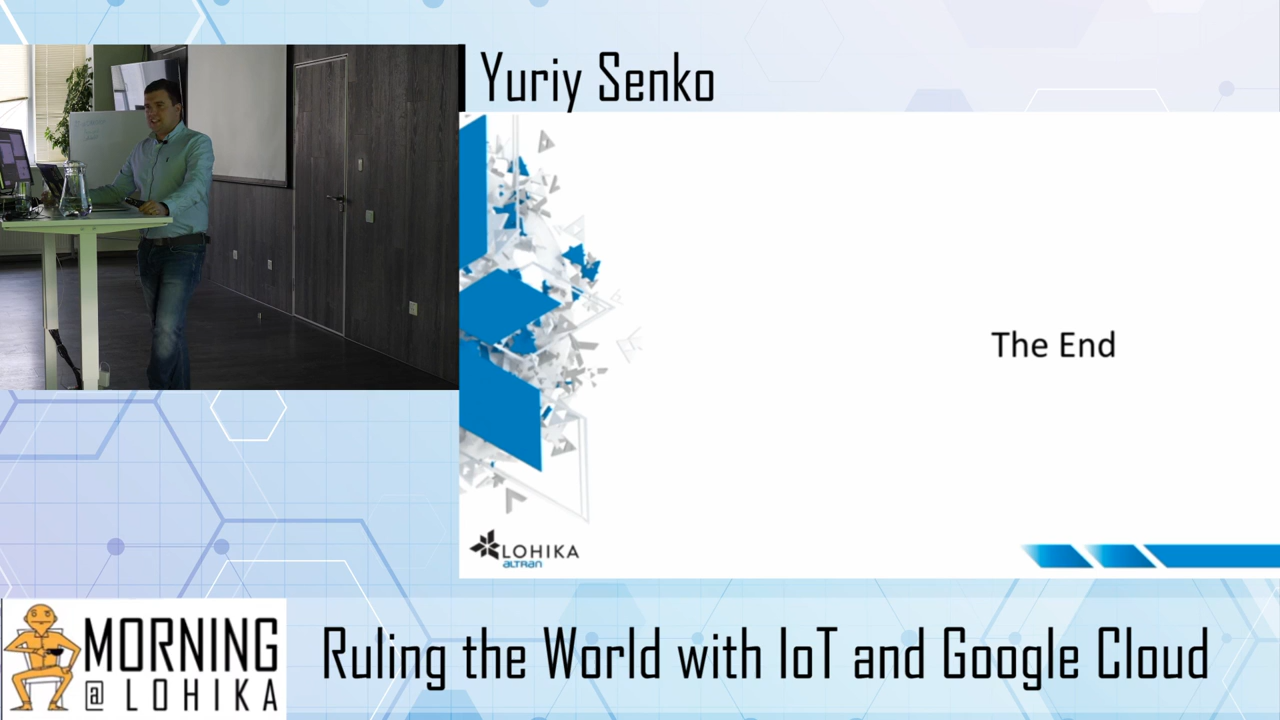 Yuriy Senko
The End
LOHIKA
altran
MORNING
@ LOHIKA
Ruling the World with IoT and Google Cloud